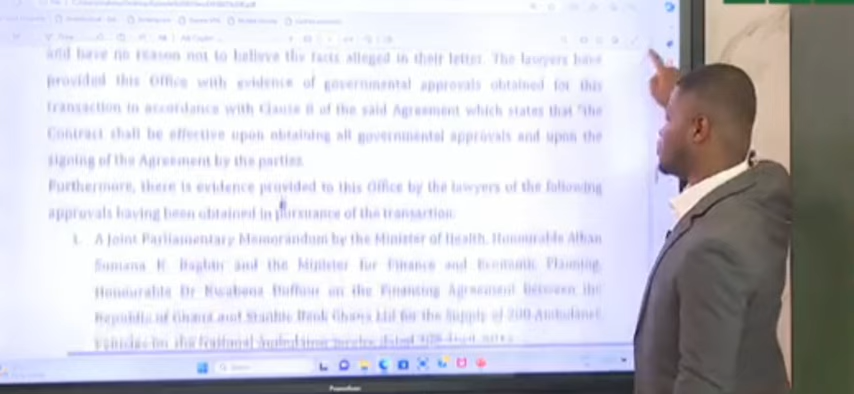 and have no reason not to believe the facts alleged in their letter. The lawyers have
provided this Office with evidence of governmental approvals obtained for this
transaction in accordance with Clause 8 of the said Agreement which states that "the
Contract shall be effective upon obtaining all governmental approvals and upon the
signing of the Agreement by the parties.
Furthermore, there is evidence provided to this Office by the lawyers of the following
approvals having been obtained in pursuance of the transaction:
1. A Joint Parliamentary Memorandum by the Minister of Health, Honourable Alban
Sumana K. Bagbin and the Minister for Finance and Economic Planning,
Honourable Dr Kwabena Duffuor on the Financing Agreement between the
Republic of Ghana and Stanbic Bank Ghana Ltd for the Supply of 200 Ambulance
Vehicles
Search